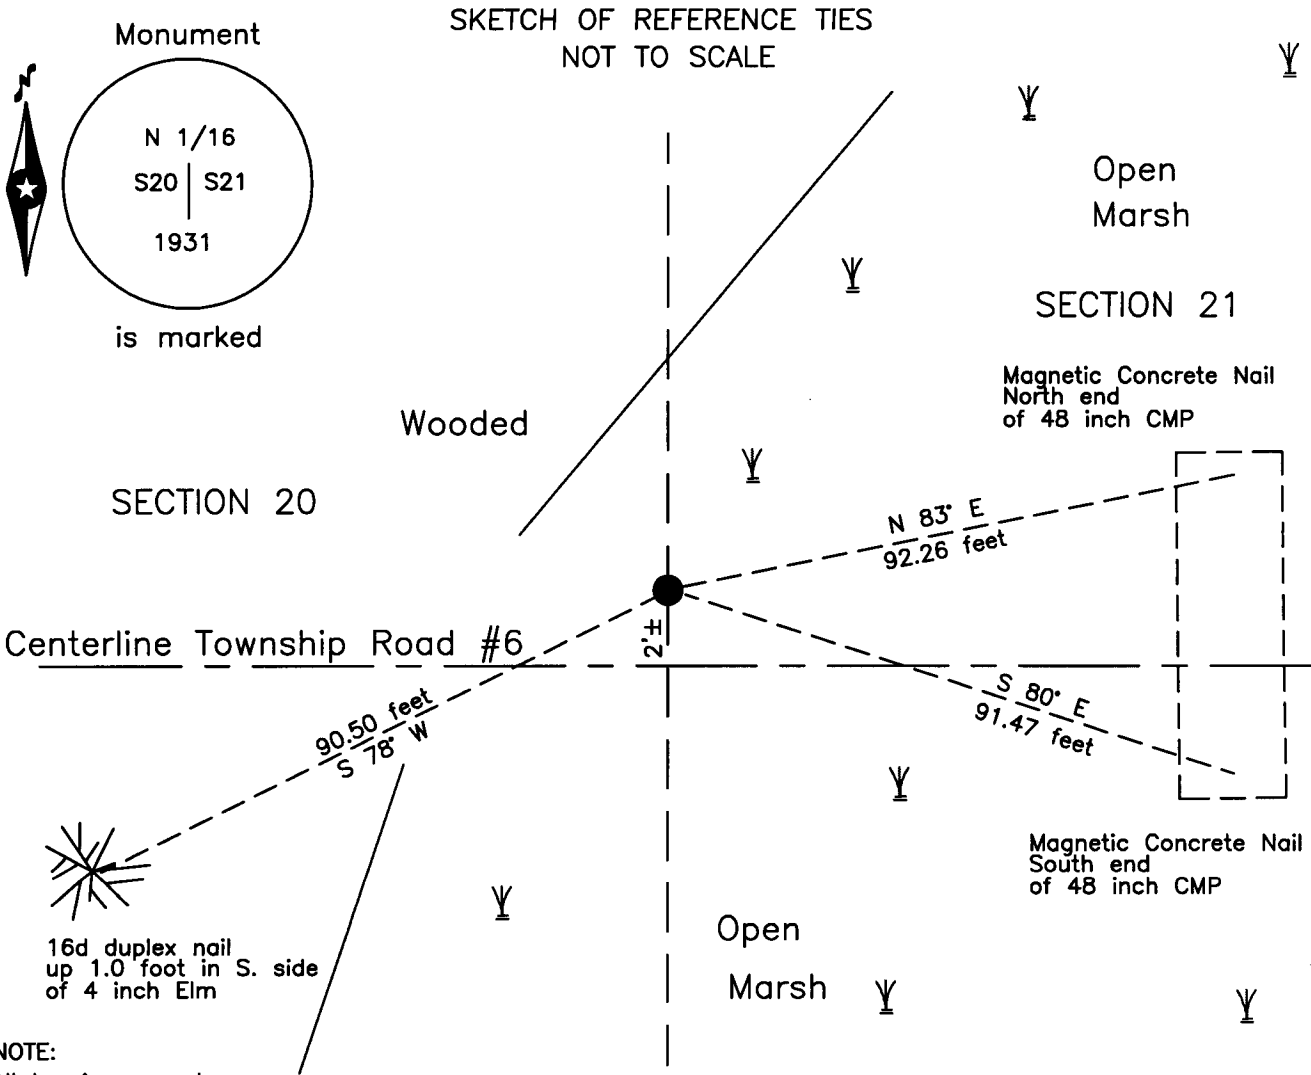 SKETCH OF REFERENCE TIES
NOT TO SCALE
Monument
N
N 1/16
S20 | S21
1931
is marked
Open
Marsh
SECTION 21
Magnetic Concrete Nail
North end
of 48 inch CMP
Wooded
SECTION 20
N 83° E
92.26 feet
Centerline Township Road #6
2'±
S 80° E
91.47 feet
90.50 feet
S 78° W
Magnetic Concrete Nail
South end
of 48 inch CMP
16d duplex nail
up 1.0 foot in S. side
of 4 inch Elm
Open
Marsh
NOTE: